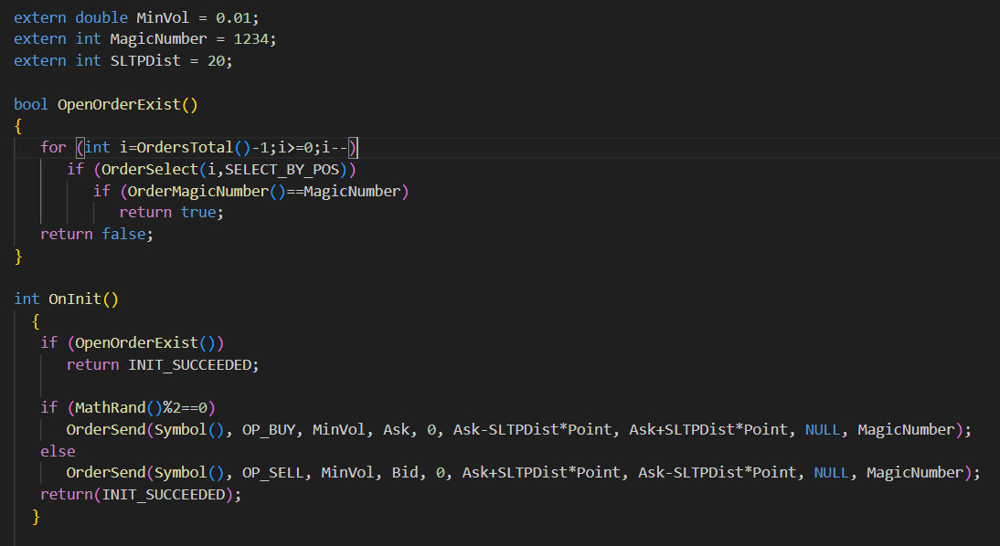 extern double MinVol = 0.01;
extern int MagicNumber = 1234;
extern int SLTPDist = 20;
bool OpenOrderExist()
{
for (int i=OrdersTotal()-1;i>=0;i--)
if (OrderSelect(i,SELECT_BY_POS))
if (OrderMagicNumber()==MagicNumber)
return true;
return false;
}
int OnInit()
{
if (OpenOrderExist())
return INIT_SUCCEEDED;
if (MathRand()%2==0)
OrderSend(Symbol(), OP_BUY, MinVol, Ask, 0, Ask-SLTPDist*Point, Ask+SLTPDist*Point, NULL, MagicNumber);
else
OrderSend(Symbol(), OP_SELL, MinVol, Bid, 0, Ask+SLTPDist*Point, Ask-SLTPDist*Point, NULL, MagicNumber);
return(INIT_SUCCEEDED);
}